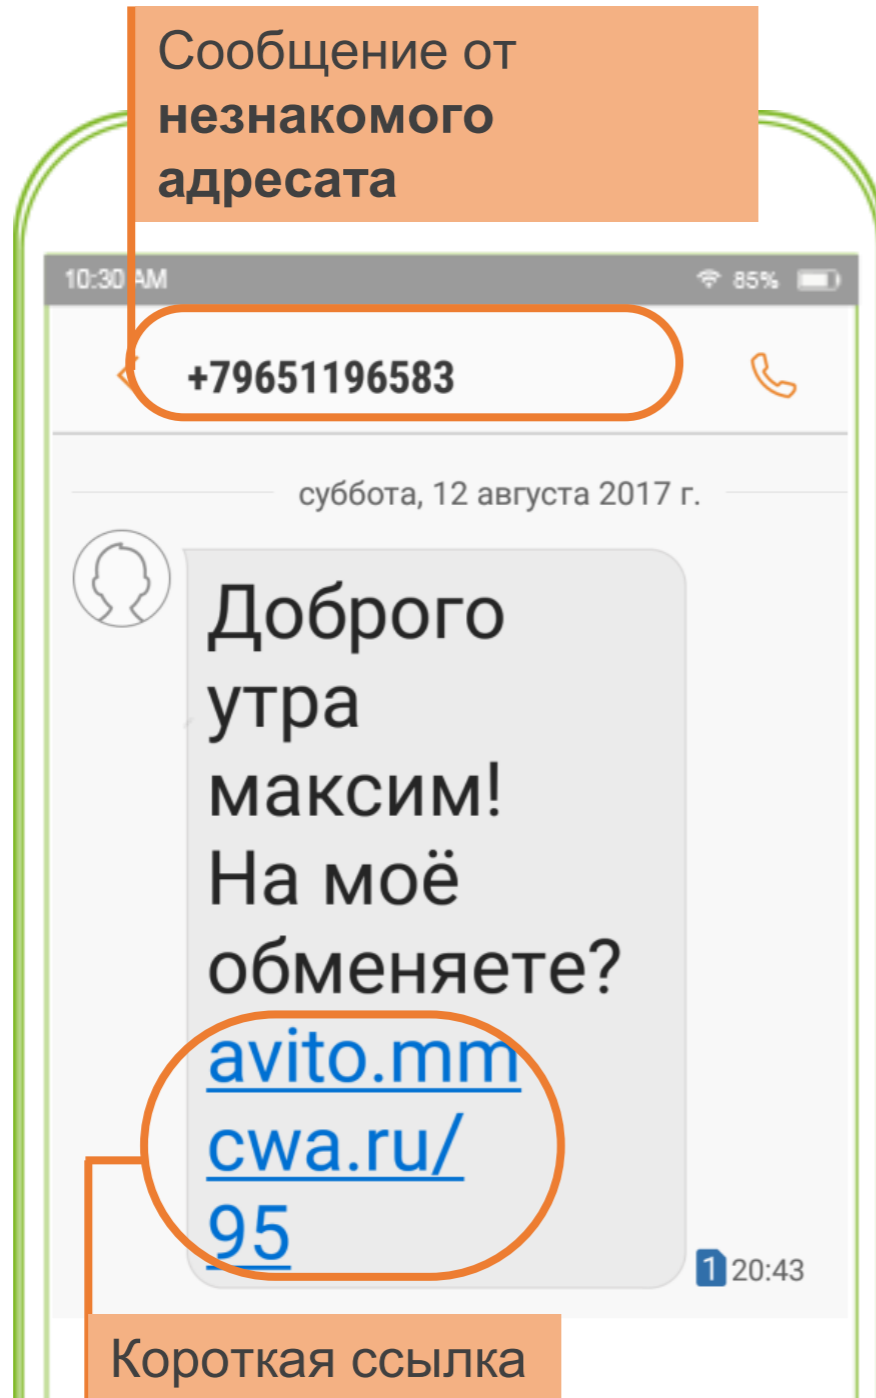 Сообщение от
незнакомого
адресата
10:30 AM
85%
+79651196583
суббота, 12 августа 2017 г.
Доброго
утра
максим!
На моё
обменяете?
avito.mm
cwa.ru/
95
1 20:43
Короткая ссылка